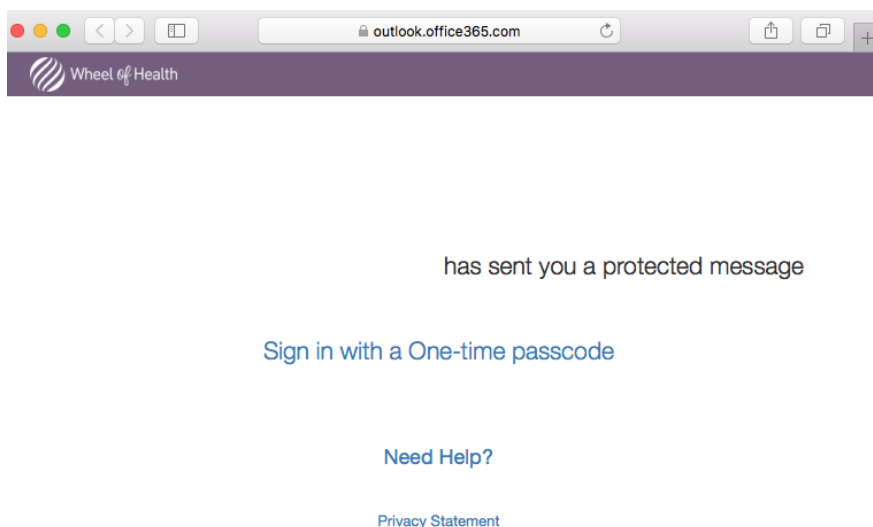 outlook.office365.com
Wheel of Health
has sent you a protected message
Sign in with a One-time passcode
Need Help?
Privacy Statement